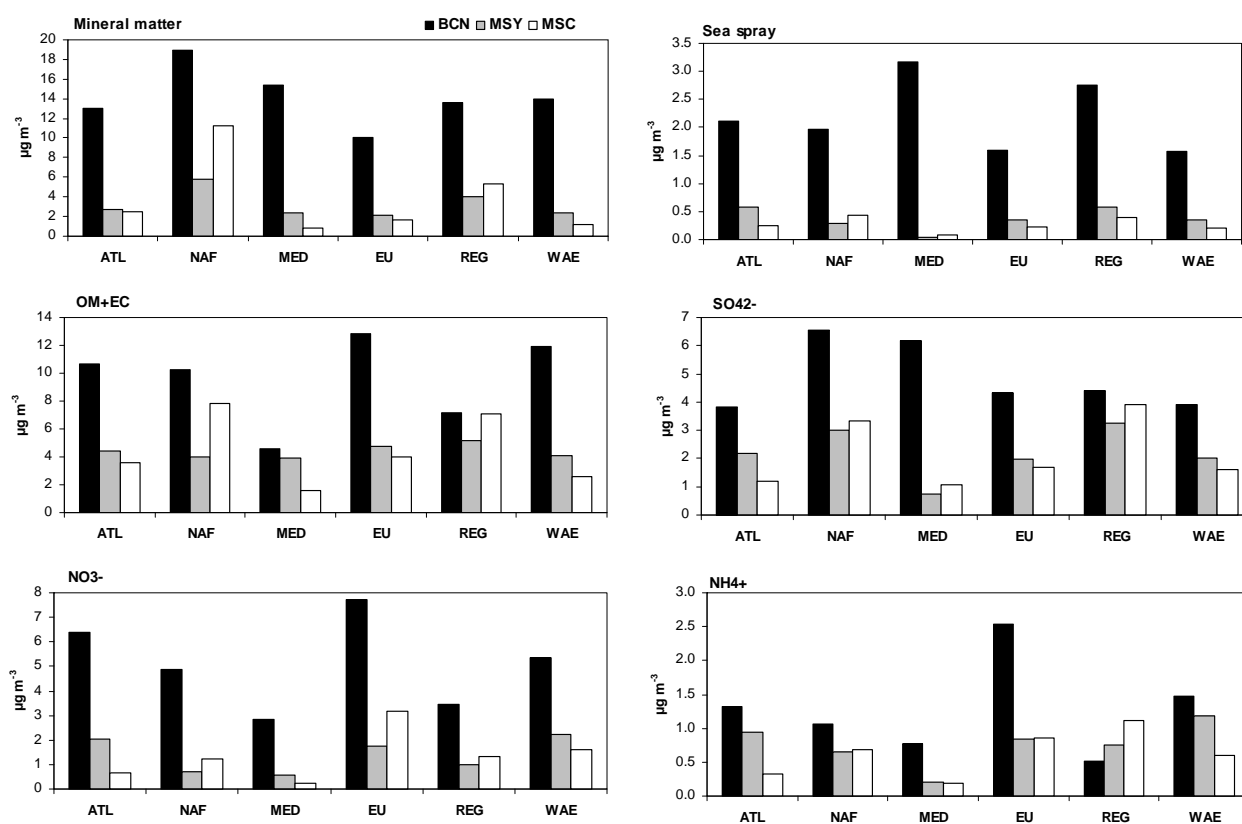 Mineral matter
BCN MSY MSC
20
18
16
14
12
10
8
6
4
2
0
µg m-3
ATL NAF MED EU REG WAE
Sea spray
3.5
3.0
2.5
2.0
1.5
1.0
0.5
0.0
µg m-3
ATL NAF MED EU REG WAE
OM+EC
14
12
10
8
6
4
2
0
µg m-3
ATL NAF MED EU REG WAE
SO42-
7
6
5
4
3
2
1
0
µg m-3
ATL NAF MED EU REG WAE
NO3-
8
7
6
5
4
3
2
1
0
µg m-3
ATL NAF MED EU REG WAE
NH4+
3.0
2.5
2.0
1.5
1.0
0.5
0.0
µg m-3
ATL NAF MED EU REG WAE